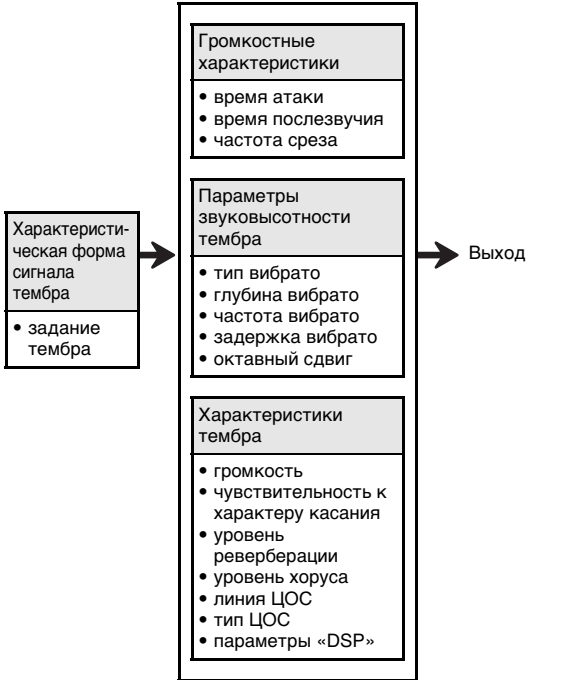 Характеристи-
ческая форма
сигнала
тембра
• задание
тембра
Громкостные
характеристики
• время атаки
• время послезвучия
• частота среза
Параметры
звуковысотности
тембра
• тип вибрато
• глубина вибрато
• частота вибрато
• задержка вибрато
• октавный сдвиг
Характеристики
тембра
• громкость
• чувствительность к
характеру касания
• уровень
реверберации
• уровень хоруса
• линия ЦОС
• тип ЦОС
• параметры «DSP»
Выход